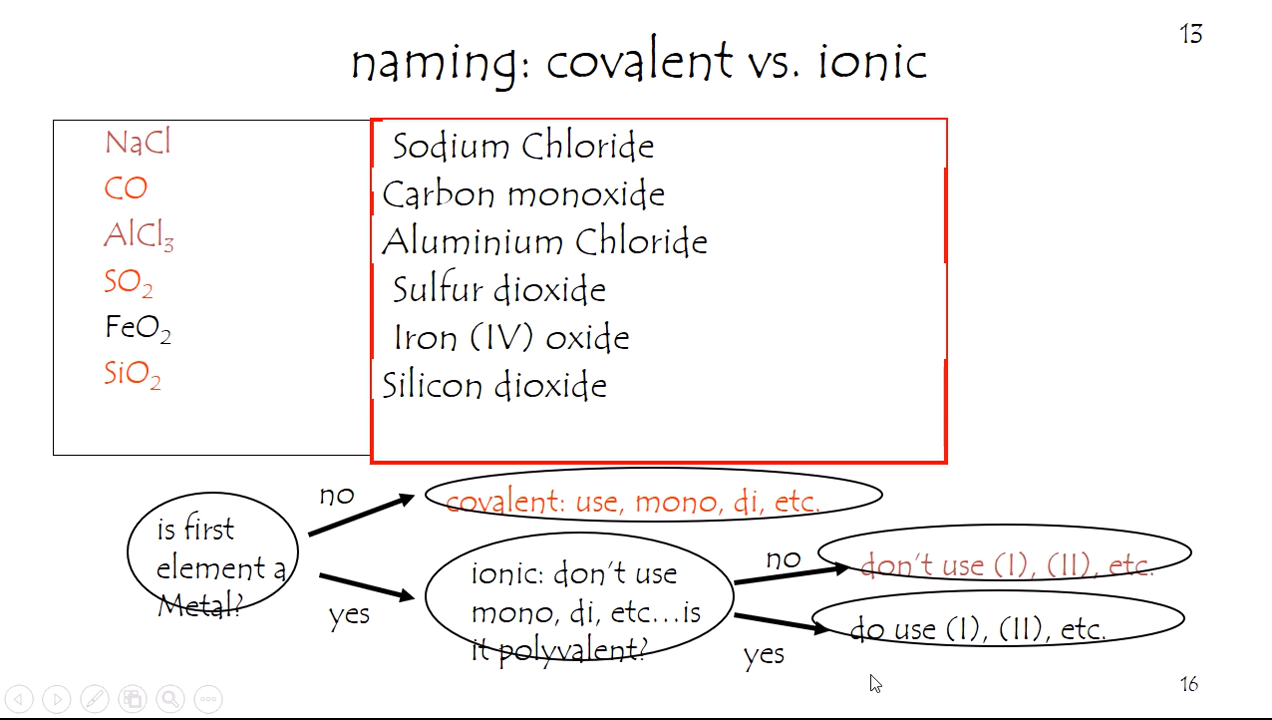 13
naming: covalent vs. ionic
NaCl
Sodium Chloride
CO
Carbon monoxide
AlCl₃
Aluminium Chloride
SO₂
Sulfur dioxide
FeO₂
Iron (IV) oxide
SiO₂
Silicon dioxide
is first
element a
Metal?
no
covalent: use, mono, di, etc.
yes
ionic: don't use
mono, di, etc...is
it polyvalent?
no
don't use (I), (II), etc.
yes
do use (I), (II), etc.
16